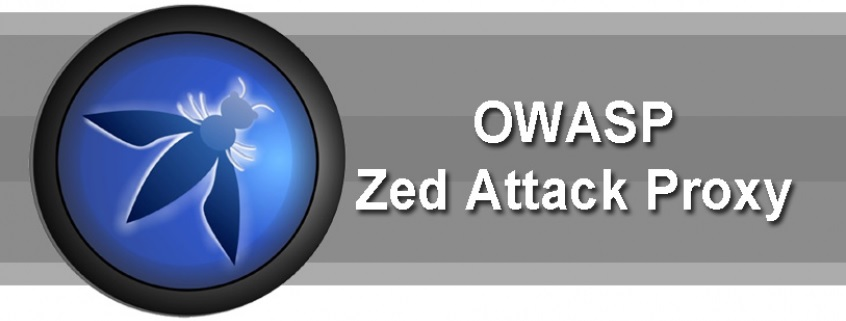 OWASP
Zed Attack Proxy